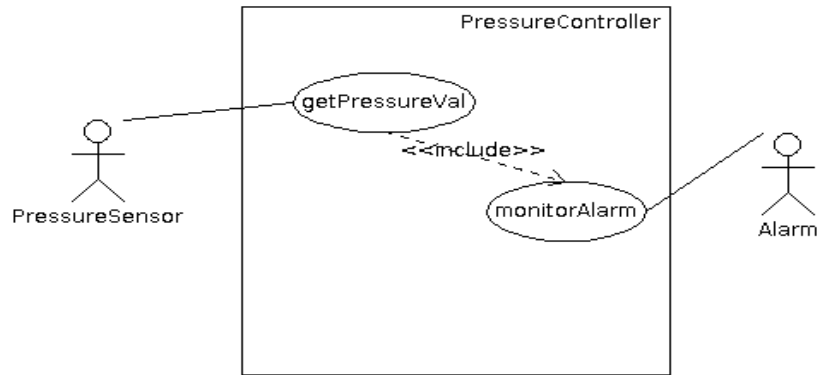 PressureController
getPressureVal
<<include>>
monitorAlarm
PressureSensor
Alarm